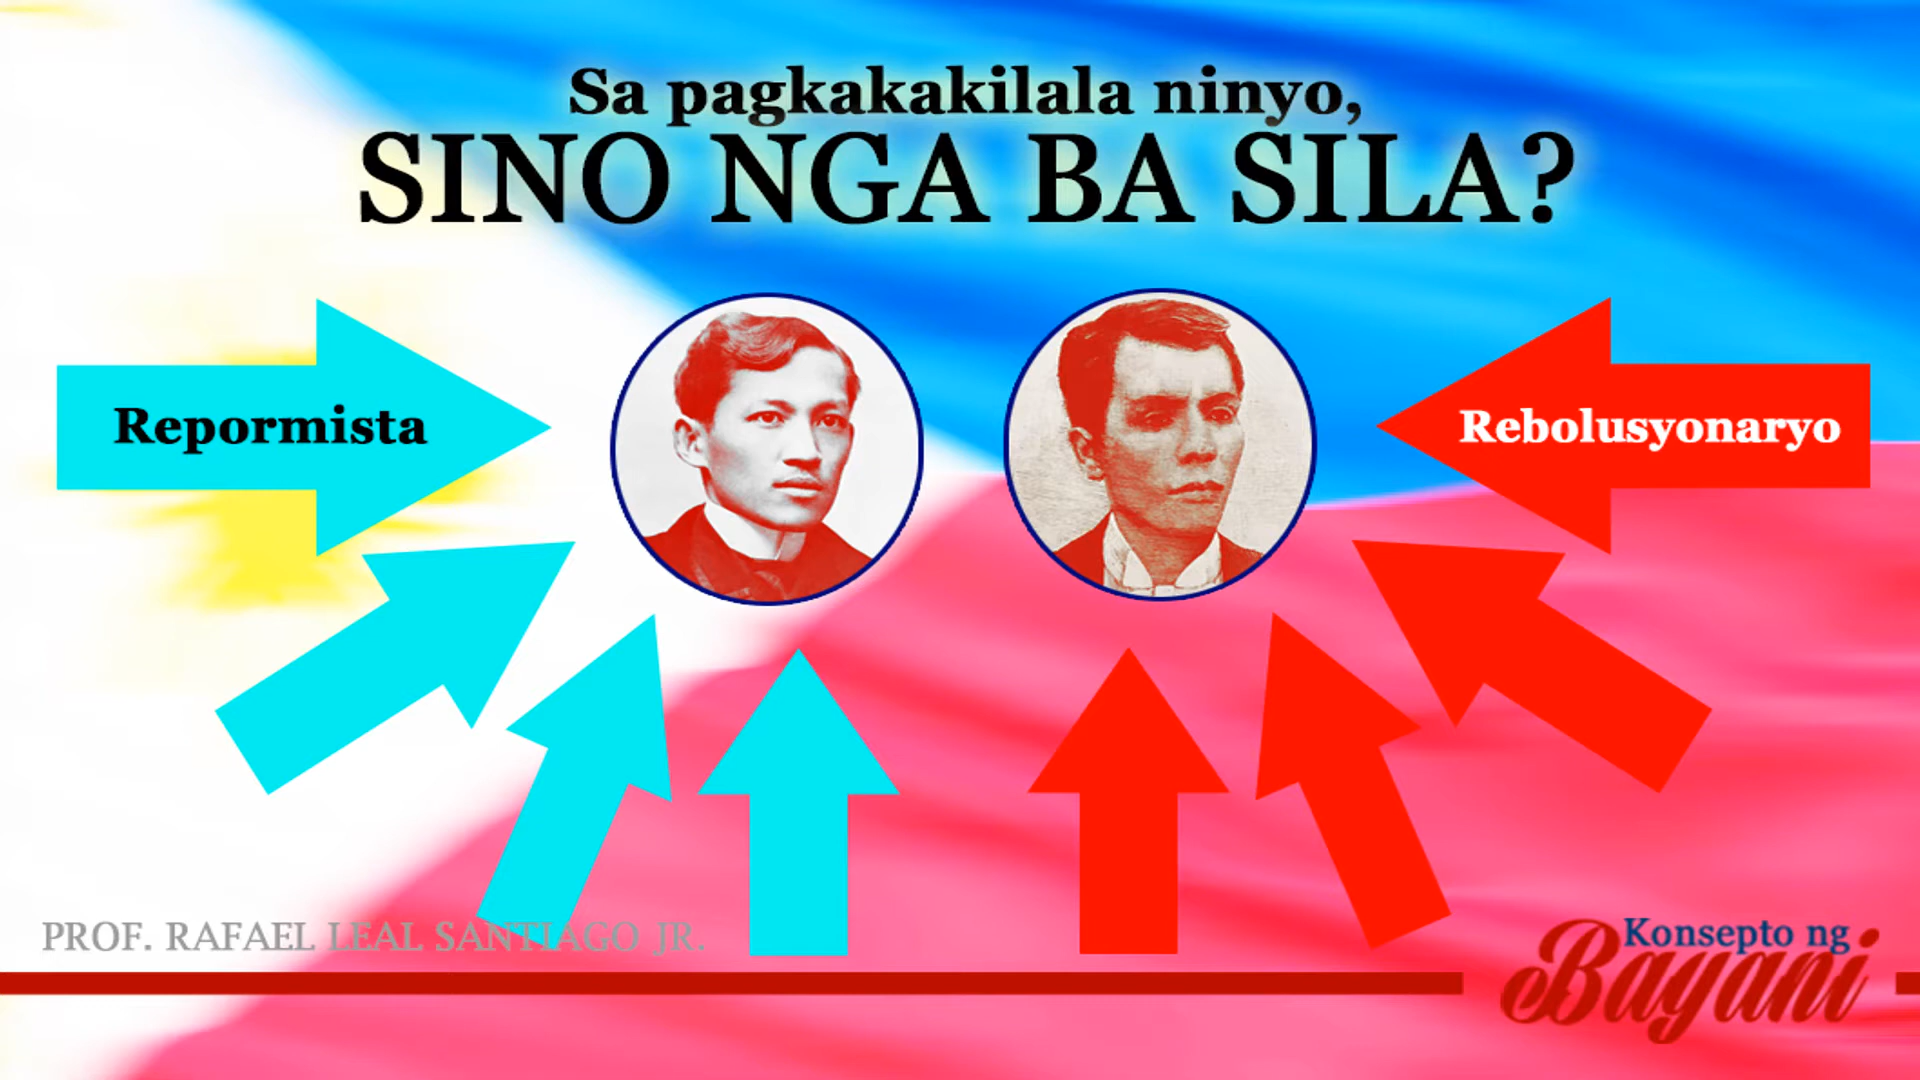 Sa pagkakakilala ninyo,
SINO NGA BA SILA?
Repormista
Rebolusyonaryo
PROF. RAFAEL LEAL SANTIAGO JR.
Konsepto ng
Bayani